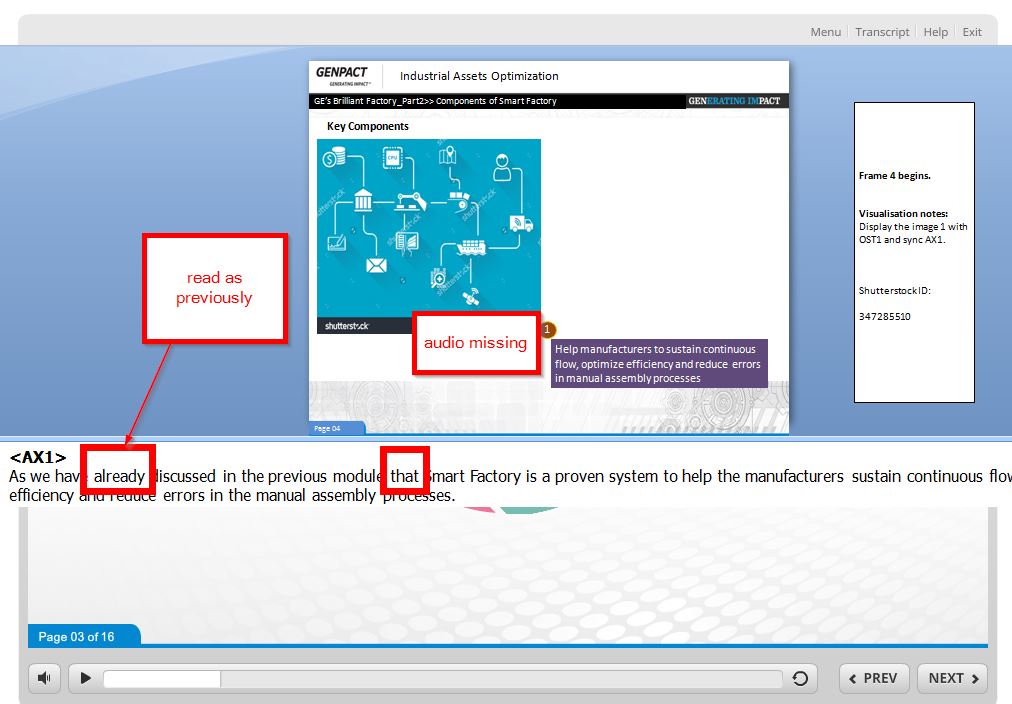 Menu Transcript Help Exit
GENPACT
GENERATING IMPACT
Industrial Assets Optimization
GE's Brilliant Factory_Part2>> Components of Smart Factory
GENERATING IMPACT
Key Components
CPU
shutterstock
shutterstock
shutterstock
shutterstock
read as
previously
audio missing
1
Help manufacturers to sustain continuous
flow, optimize efficiency and reduce errors
in manual assembly processes
Page 04
Frame 4 begins.
Visualisation notes:
Display the image 1 with
OST1 and sync AX1.
Shutterstock ID:
347285510
<AX1>
As we have already discussed in the previous module that Smart Factory is a proven system to help the manufacturers sustain continuous flow
efficiency and reduce errors in the manual assembly processes.
Page 03 of 16
PREV NEXT